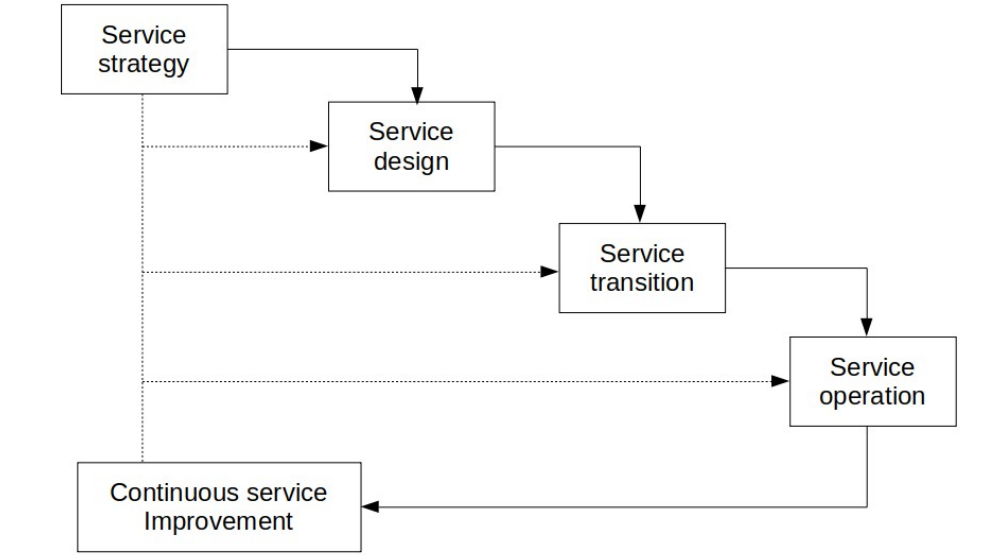 Service
strategy
Service
design
Service
transition
Service
operation
Continuous service
Improvement